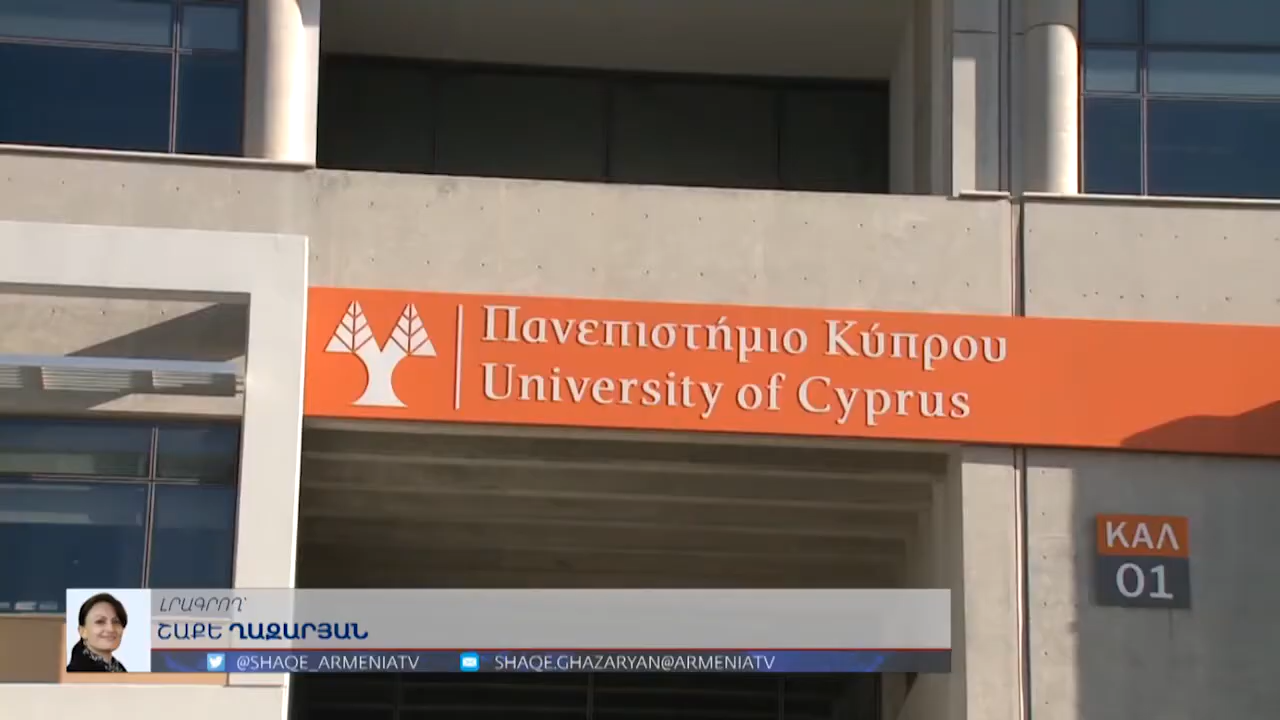 Πανεπιστήμιο Κύπρου
University of Cyprus
ΚΑΛ
01
ԼՐԱԳՐՈՂ՝
ՇԱՔԵ ՂԱԶԱՐՅԱՆ
@SHAQE_ARMENIATV SHAQE.GHAZARYAN@ARMENIATV